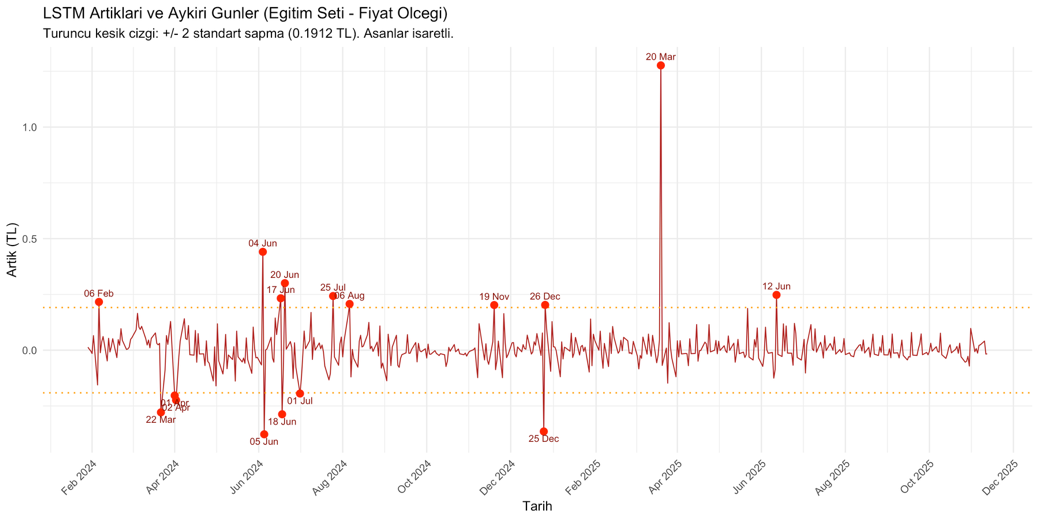 LSTM Artiklari ve Aykiri Gunler (Egitim Seti - Fiyat Olcegi)
Turuncu kesik cizgi: +/- 2 standart sapma (0.1912 TL). Asanlar isaretli.
20 Mar
1.0
Artik (TL)
0.5
04 Jun
20 Jun
25 Jul
17 Jun
06 Aug
06 Feb
19 Nov
26 Dec
12 Jun
0.0
01 Apr
02 Apr
22 Mar
01 Jul
18 Jun
05 Jun
25 Dec
Feb 2024
Apr 2024
Jun 2024
Aug 2024
Oct 2024
Dec 2024
Feb 2025
Apr 2025
Jun 2025
Aug 2025
Oct 2025
Dec 2025
Tarih